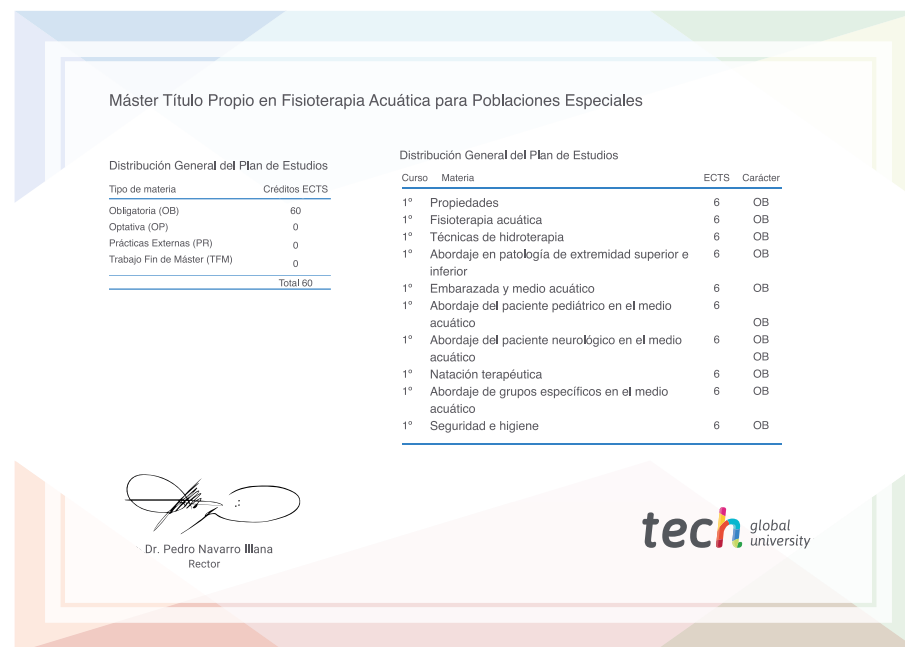 Máster Título Propio en Fisioterapia Acuática para Poblaciones Especiales
Distribución General del Plan de Estudios
Tipo de materia Créditos ECTS
Obligatoria (OB) 60
Optativa (OP) 0
Prácticas Externas (PR) 0
Trabajo Fin de Máster (TFM) 0
Total 60
Distribución General del Plan de Estudios
Curso Materia ECTS Carácter
1º Propiedades 6 OB
1º Fisioterapia acuática 6 OB
1º Técnicas de hidroterapia 6 OB
1º Abordaje en patología de extremidad superior e 6 OB
inferior
1º Embarazada y medio acuático 6 OB
1º Abordaje del paciente pediátrico en el medio 6
acuático OB
1º Abordaje del paciente neurológico en el medio 6 OB
acuático OB
1º Natación terapéutica 6 OB
1º Abordaje de grupos específicos en el medio 6 OB
acuático
1º Seguridad e higiene 6 OB
Dr. Pedro Navarro Illana
Rector
tech global
university